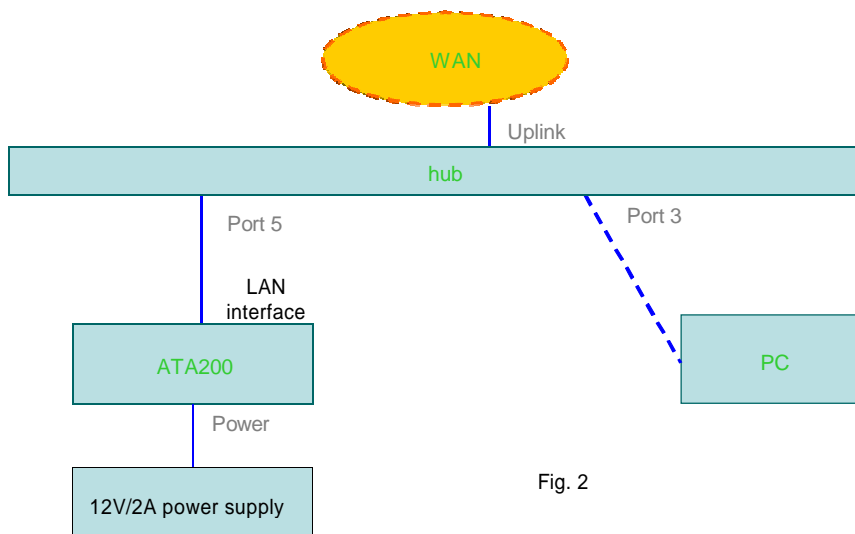 WAN
Uplink
hub
Port 5
Port 3
LAN
interface
ATA200
PC
Power
Fig. 2
12V/2A power supply